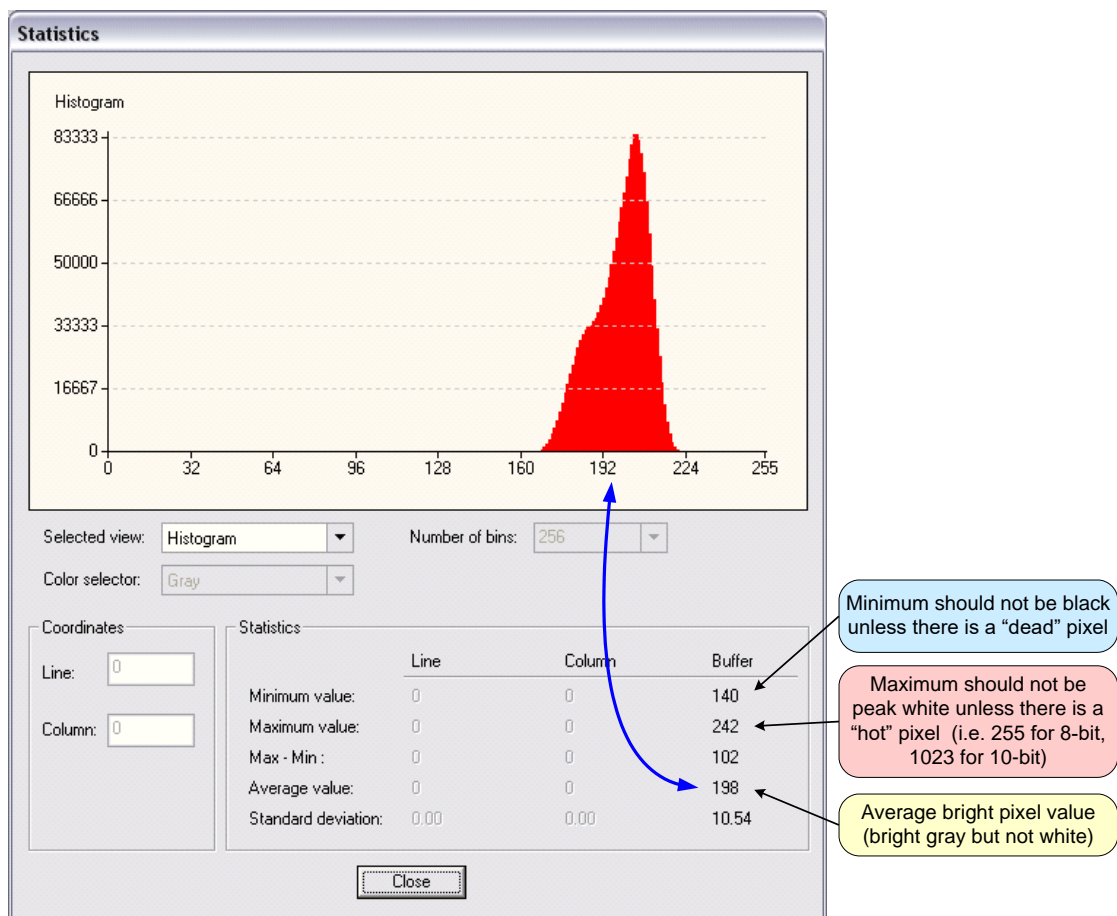 Statistics
Histogram
83333
66666
50000
33333
16667
0
0 32 64 96 128 160 192 224 255
Selected view: Histogram Number of bins: 256
Color selector: Gray
Coordinates
Line: 0
Column: 0
Statistics
Line Column Buffer
Minimum value: 0 0 140
Maximum value: 0 0 242
Max - Min : 0 0 102
Average value: 0 0 198
Standard deviation: 0.00 0.00 10.54
Close
Minimum should not be black
unless there is a “dead” pixel
Maximum should not be
peak white unless there is a
“hot” pixel (i.e. 255 for 8-bit,
1023 for 10-bit)
Average bright pixel value
(bright gray but not white)